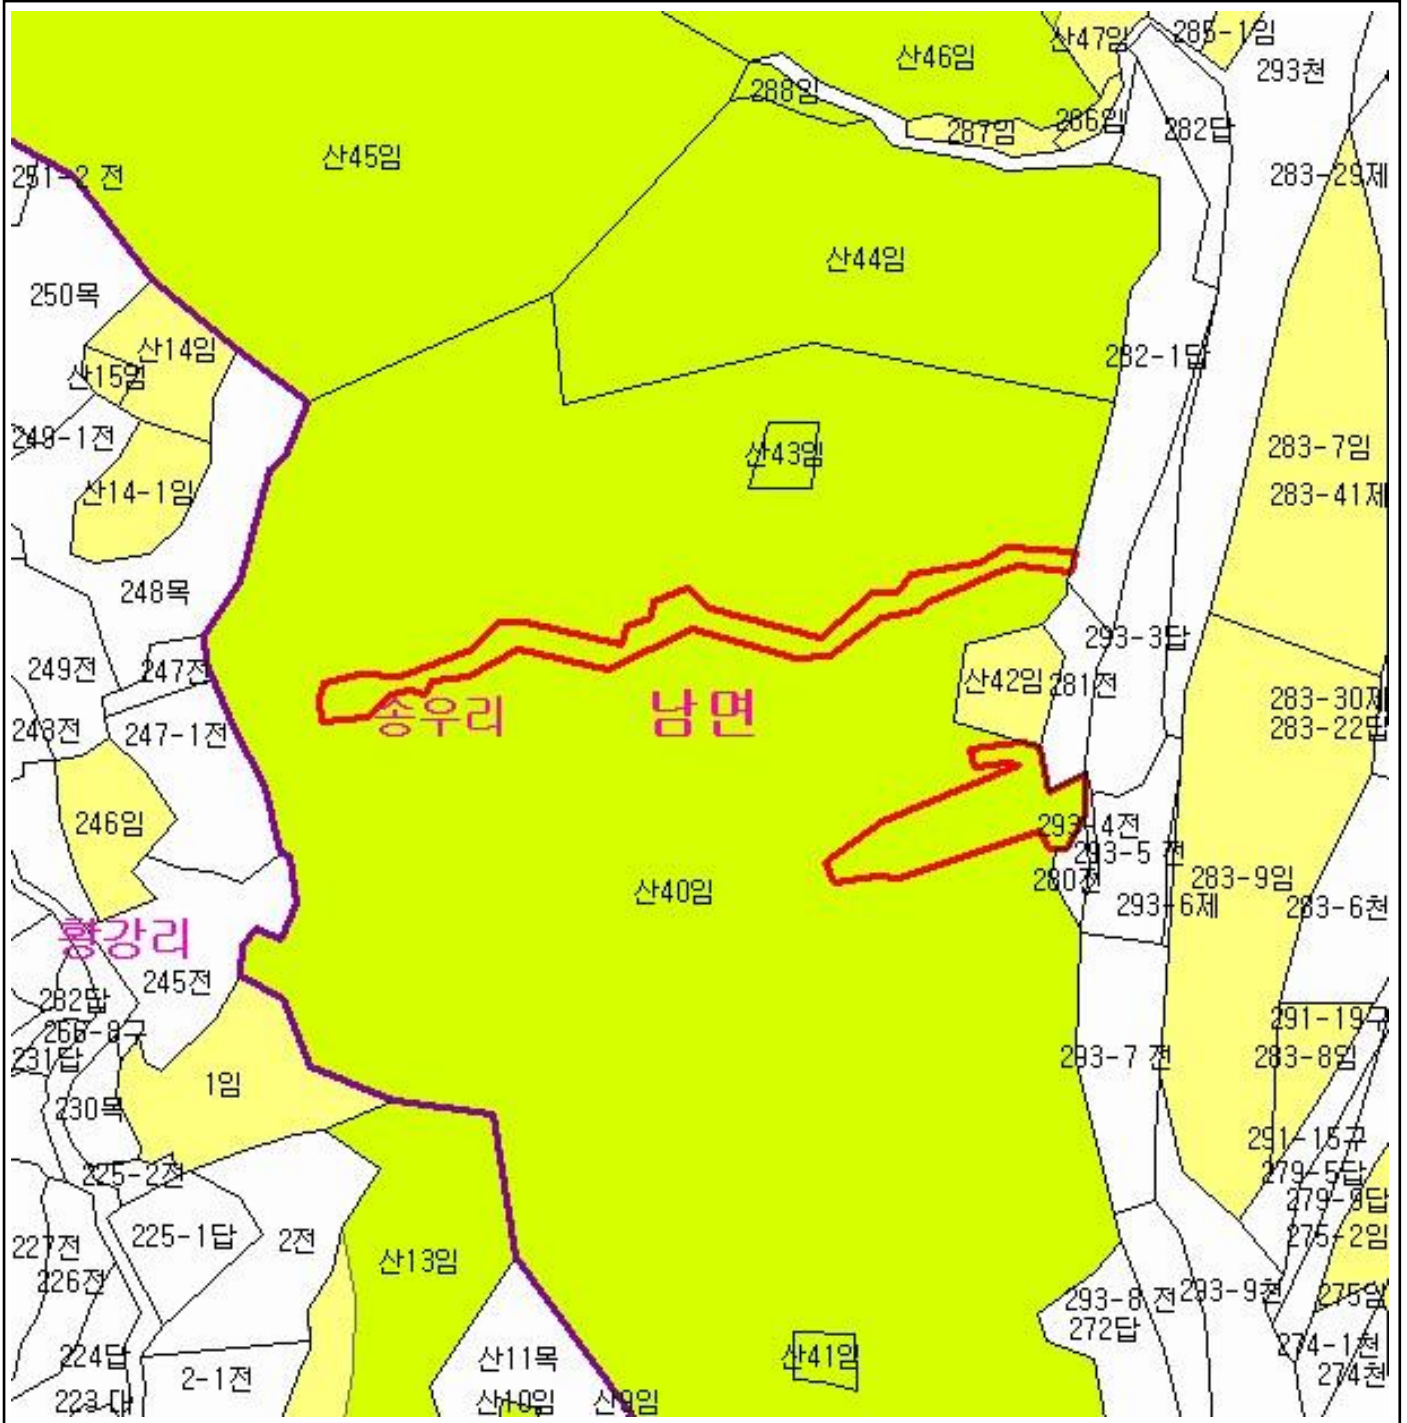 285-1임
산47임
산46임
293천
288임
286임
287임
282답
산45임
251-2 전
283-29제
산44임
250목
산14임
282-1답
산15임
249-1전
283-7임
산43임
산14-1임
283-41제
248목
293-3답
249전
247전
산42임
281전
283-30제
송우리
남면
243전
247-1전
283-22답
246임
293-4전
293-5 전
280전
283-9임
산40임
293-6제
283-6천
황강리
245전
232답
266-8구
291-19구
231답
293-7 전
283-8임
1임
230목
291-15구
225-2전
279-5답
279-9답
225-1답
2전
275-2임
227전
226전
산13임
293-8 전
293-9천
275임
272답
274-1천
224답
산11목
산41임
2-1전
274천
223 대
산10임
산9임